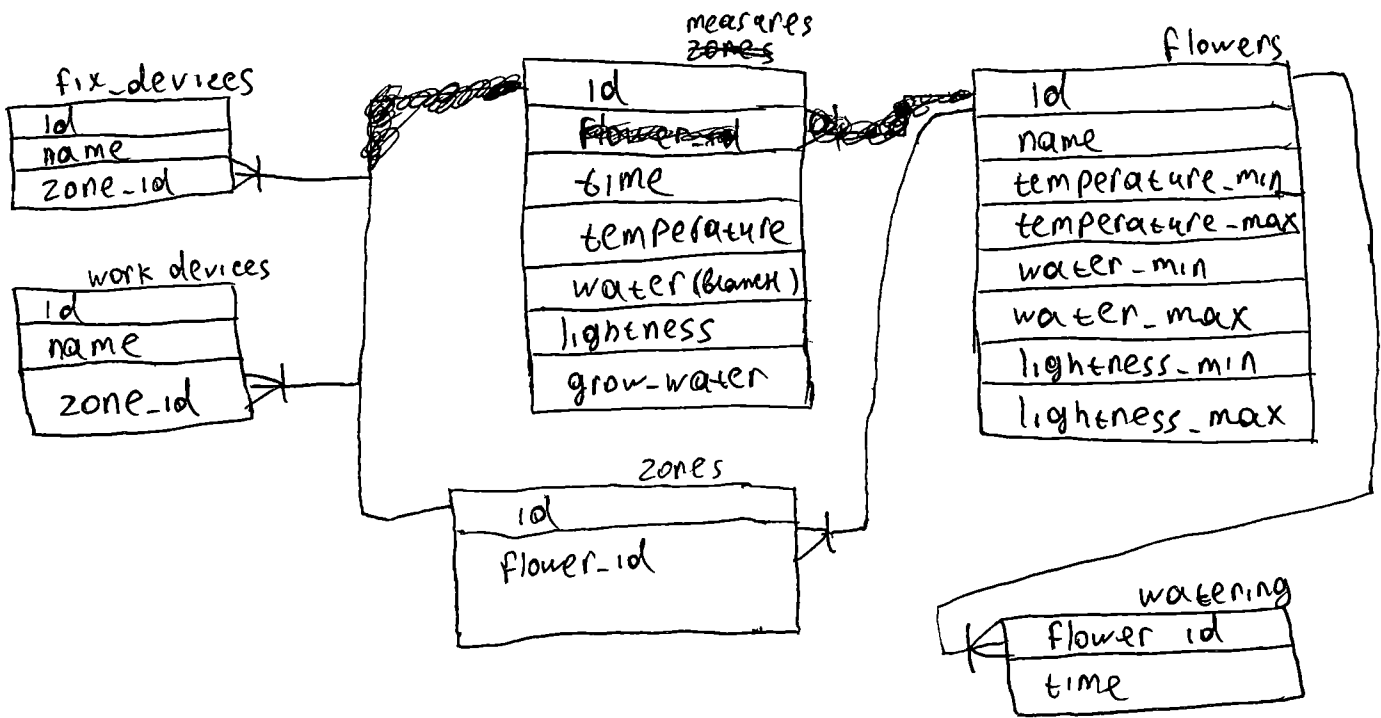 measures
zones
flowers
fix_devices
id
name
zone_id
work devices
id
name
zone_id
id
flower_id
time
temperature
water
lightness
grow_water
id
name
temperature_min
temperature_max
water_min
water_max
lightness_min
lightness_max
zones
id
flower_id
watering
flower id
time